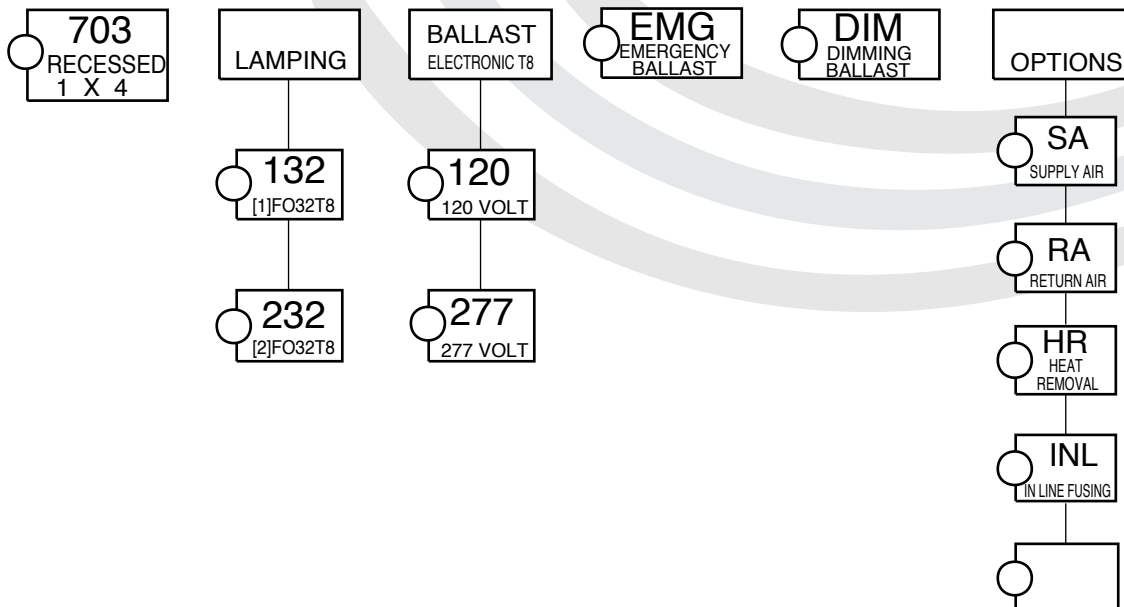 703
RECESSED
1 X 4
LAMPING
132
[1]FO32T8
232
[2]FO32T8
BALLAST
ELECTRONIC T8
120
120 VOLT
277
277 VOLT
EMG
EMERGENCY
BALLAST
DIM
DIMMING
BALLAST
OPTIONS
SA
SUPPLY AIR
RA
RETURN AIR
HR
HEAT
REMOVAL
INL
IN LINE FUSING